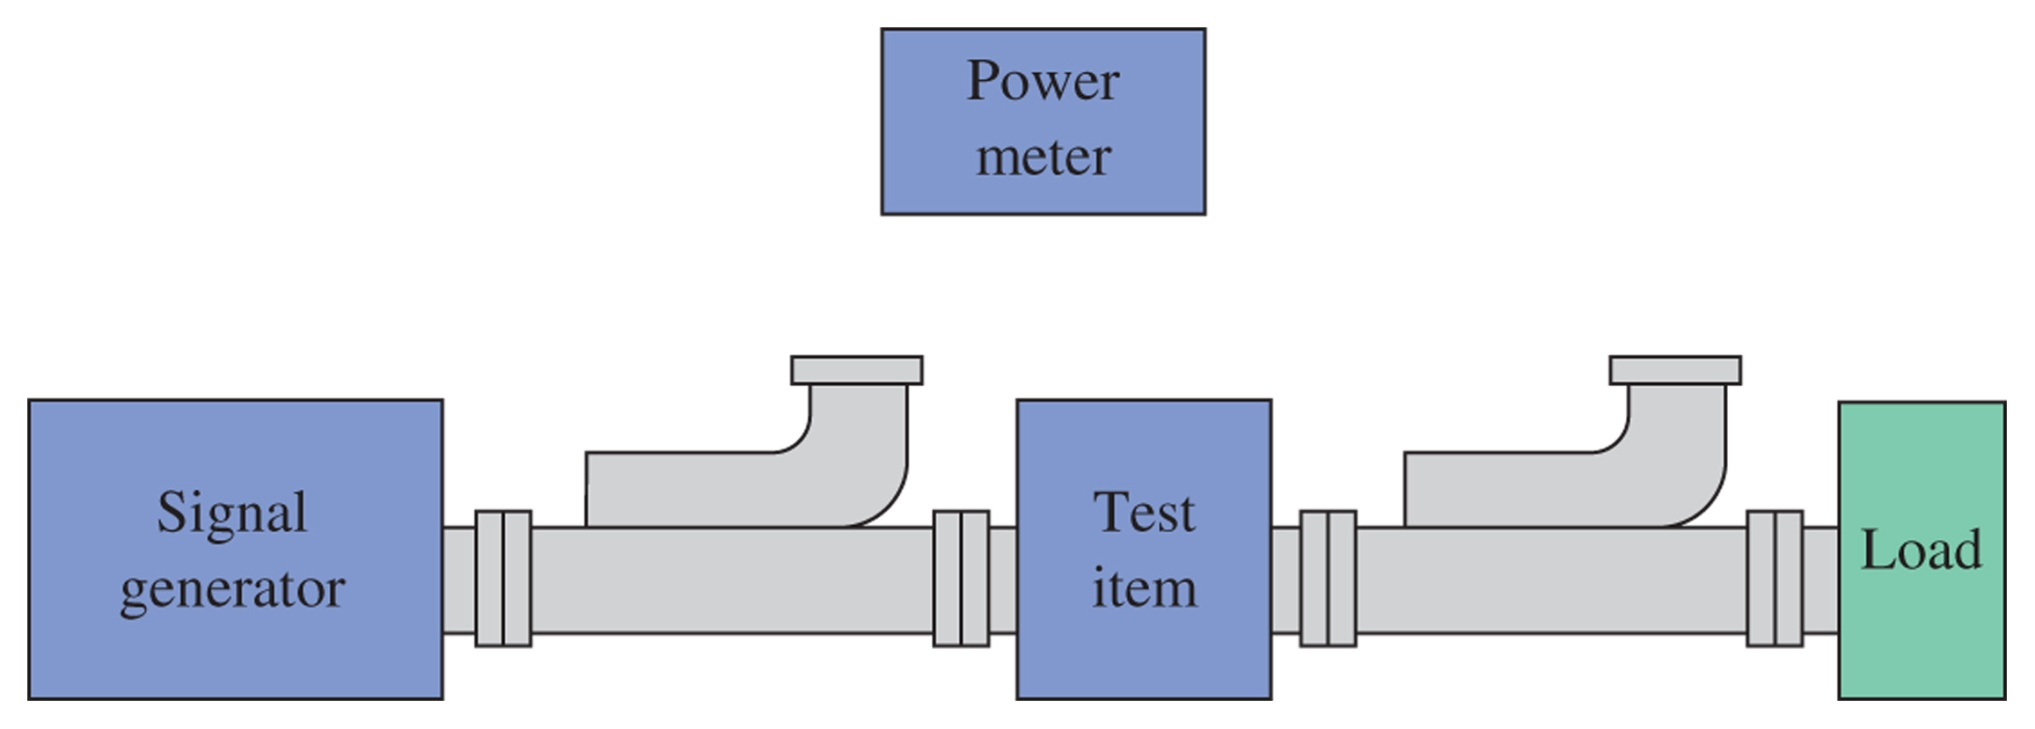 Power
meter
Signal
generator
Test
item
Load